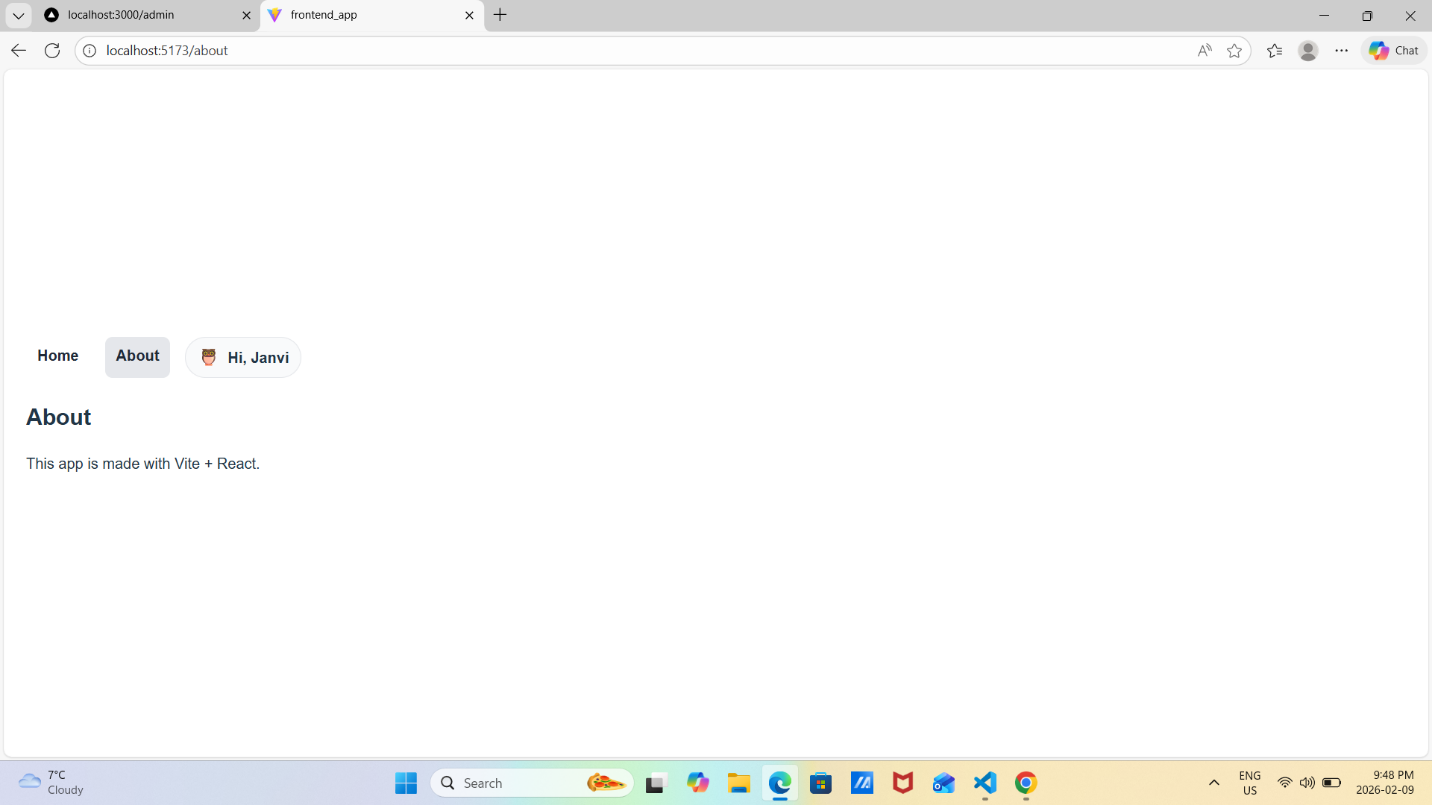 localhost:3000/admin
frontend_app
localhost:5173/about
Chat
Home
About
Hi, Janvi
About
This app is made with Vite + React.
7°C
Cloudy
Search
ENG
US
9:48 PM
2026-02-09